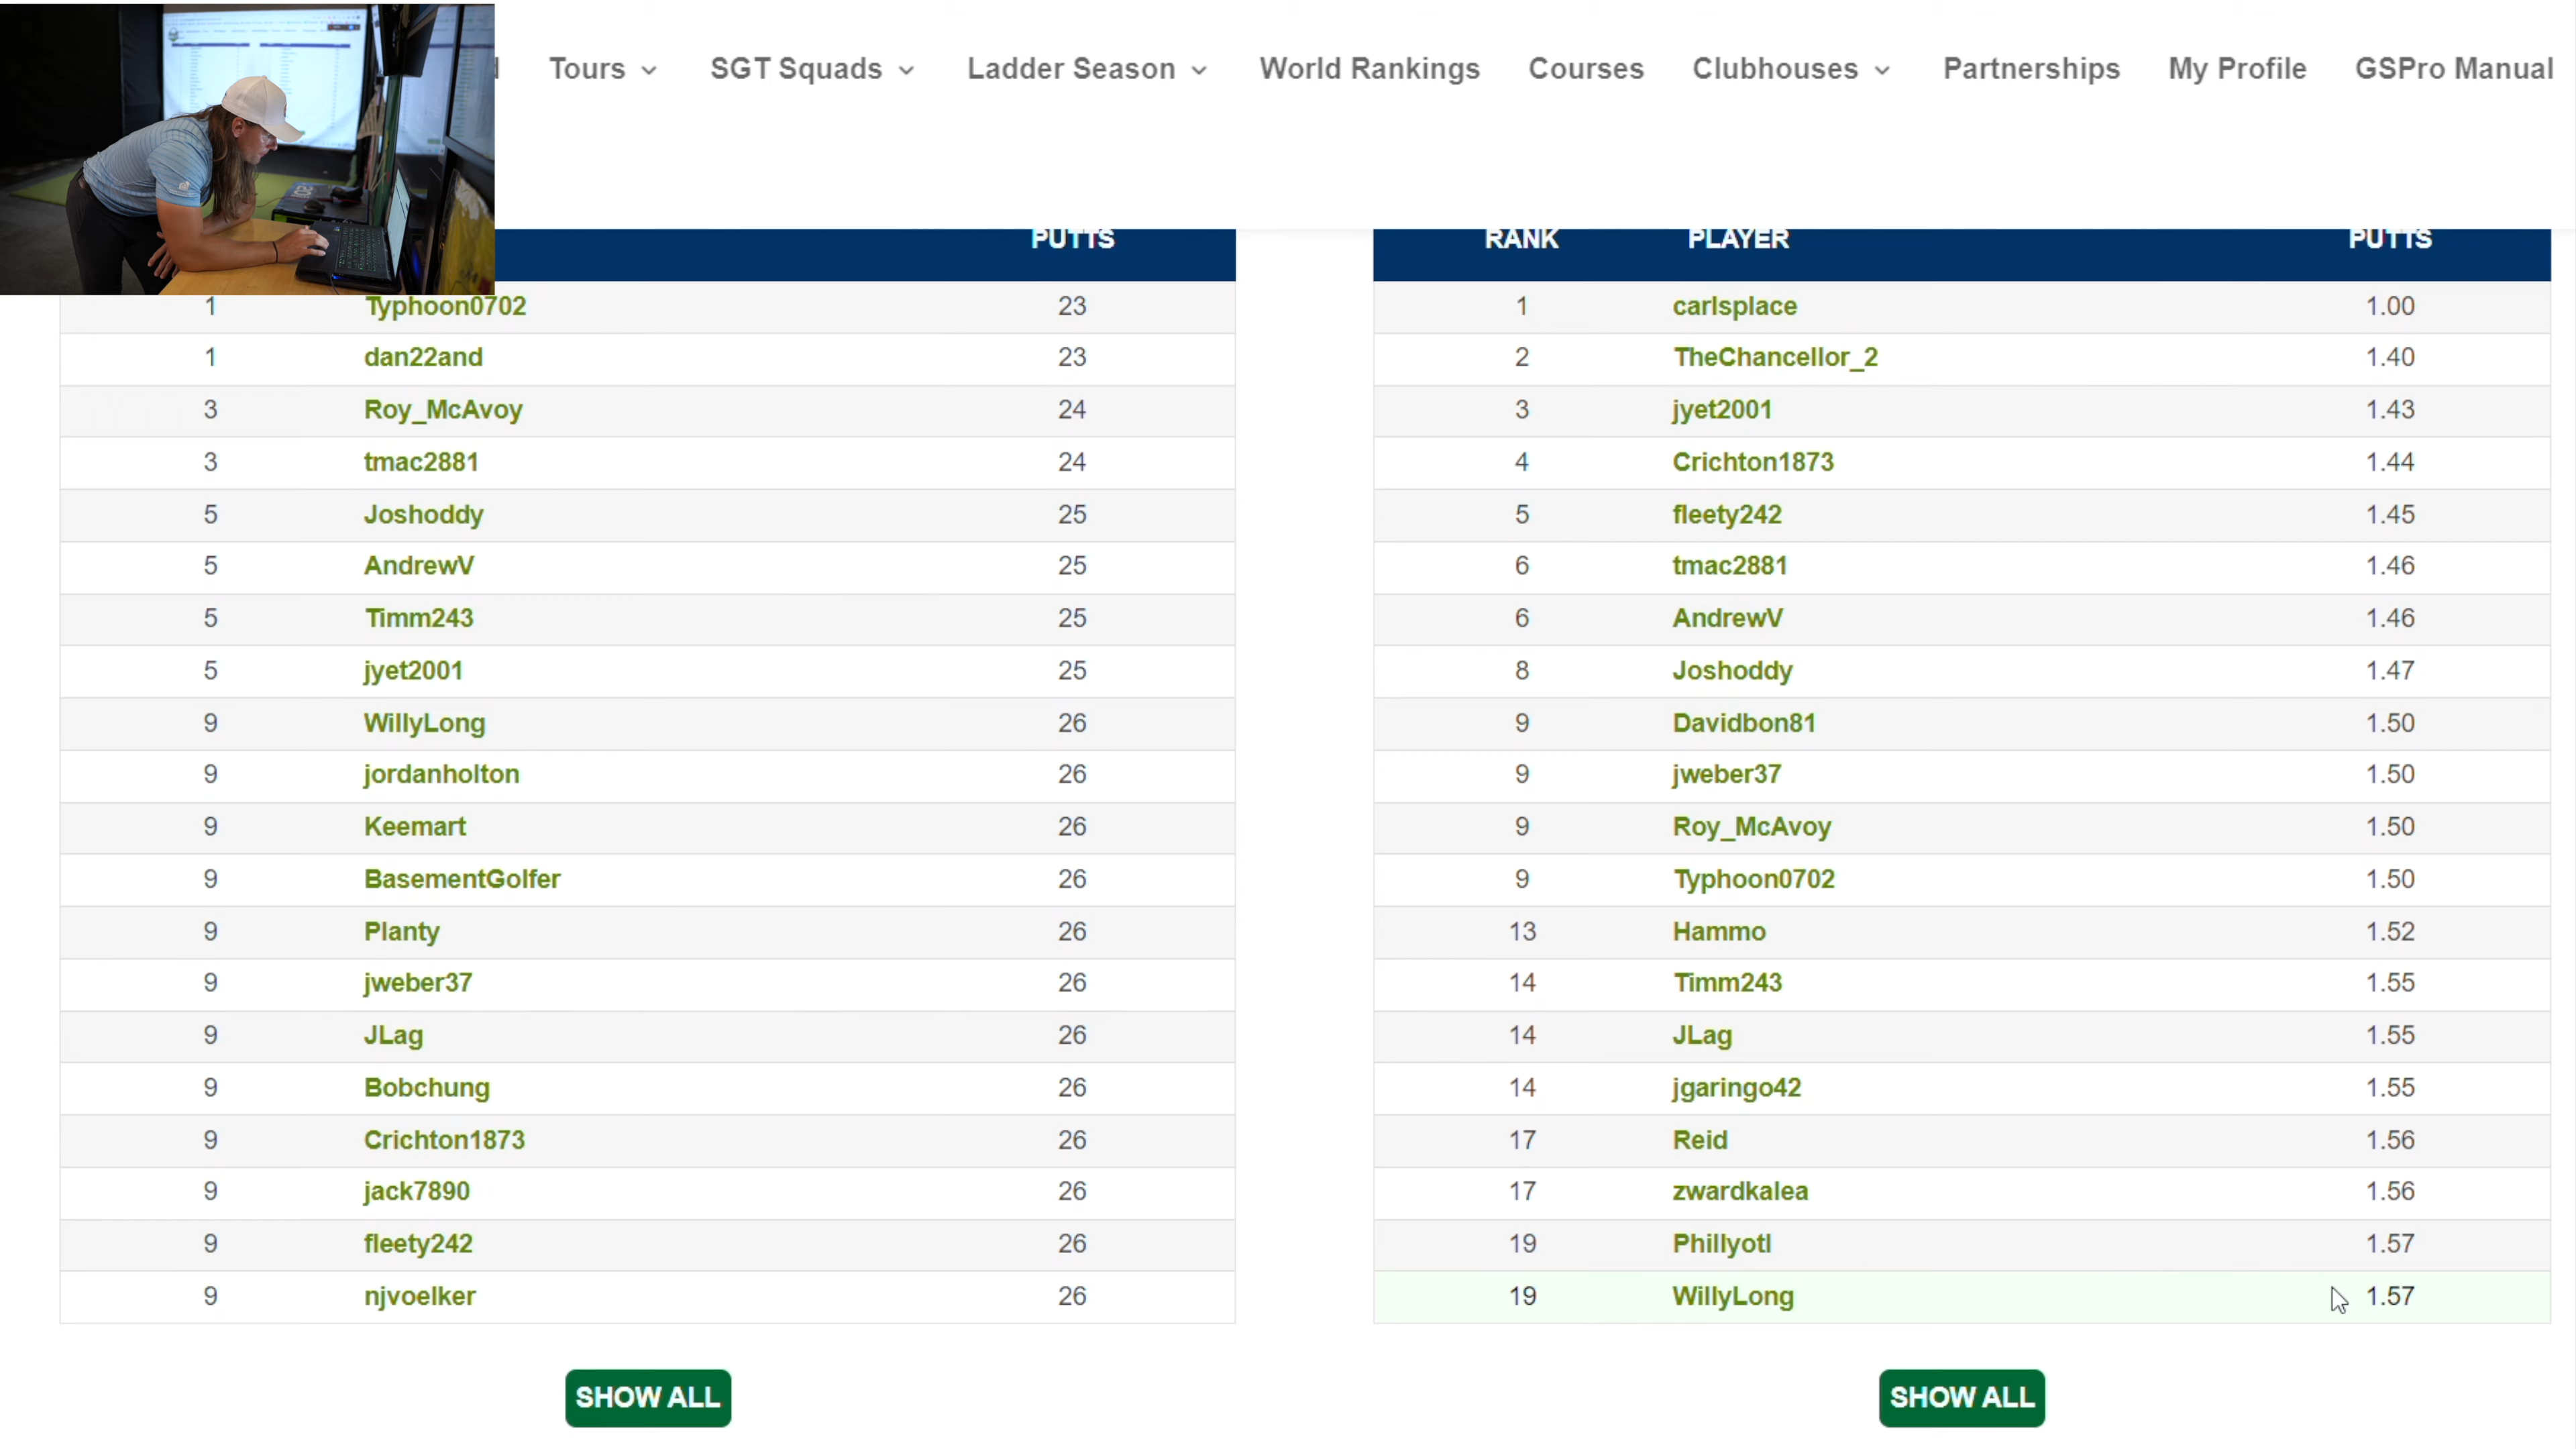 Tours SGT Squads Ladder Season World Rankings Courses Clubhouses Partnerships My Profile GSPro Manual
PUTTS
1 Typhoon0702 23
1 dan22and 23
3 Roy_McAvoy 24
3 tmac2881 24
5 Joshoddy 25
5 AndrewV 25
5 Timm243 25
5 jyet2001 25
9 WillyLong 26
9 jordanholton 26
9 Keemart 26
9 BasementGolfer 26
9 Planty 26
9 jweber37 26
9 JLag 26
9 Bobchung 26
9 Crichton1873 26
9 jack7890 26
9 fleety242 26
9 njvoelker 26
SHOW ALL
RANK PLAYER PUTTS
1 carlsplace 1.00
2 TheChancellor_2 1.40
3 jyet2001 1.43
4 Crichton1873 1.44
5 fleety242 1.45
6 tmac2881 1.46
6 AndrewV 1.46
8 Joshoddy 1.47
9 Davidbon81 1.50
9 jweber37 1.50
9 Roy_McAvoy 1.50
9 Typhoon0702 1.50
13 Hammo 1.52
14 Timm243 1.55
14 JLag 1.55
14 jgaringo42 1.55
17 Reid 1.56
17 zwardkalea 1.56
19 Phillyotl 1.57
19 WillyLong 1.57
SHOW ALL